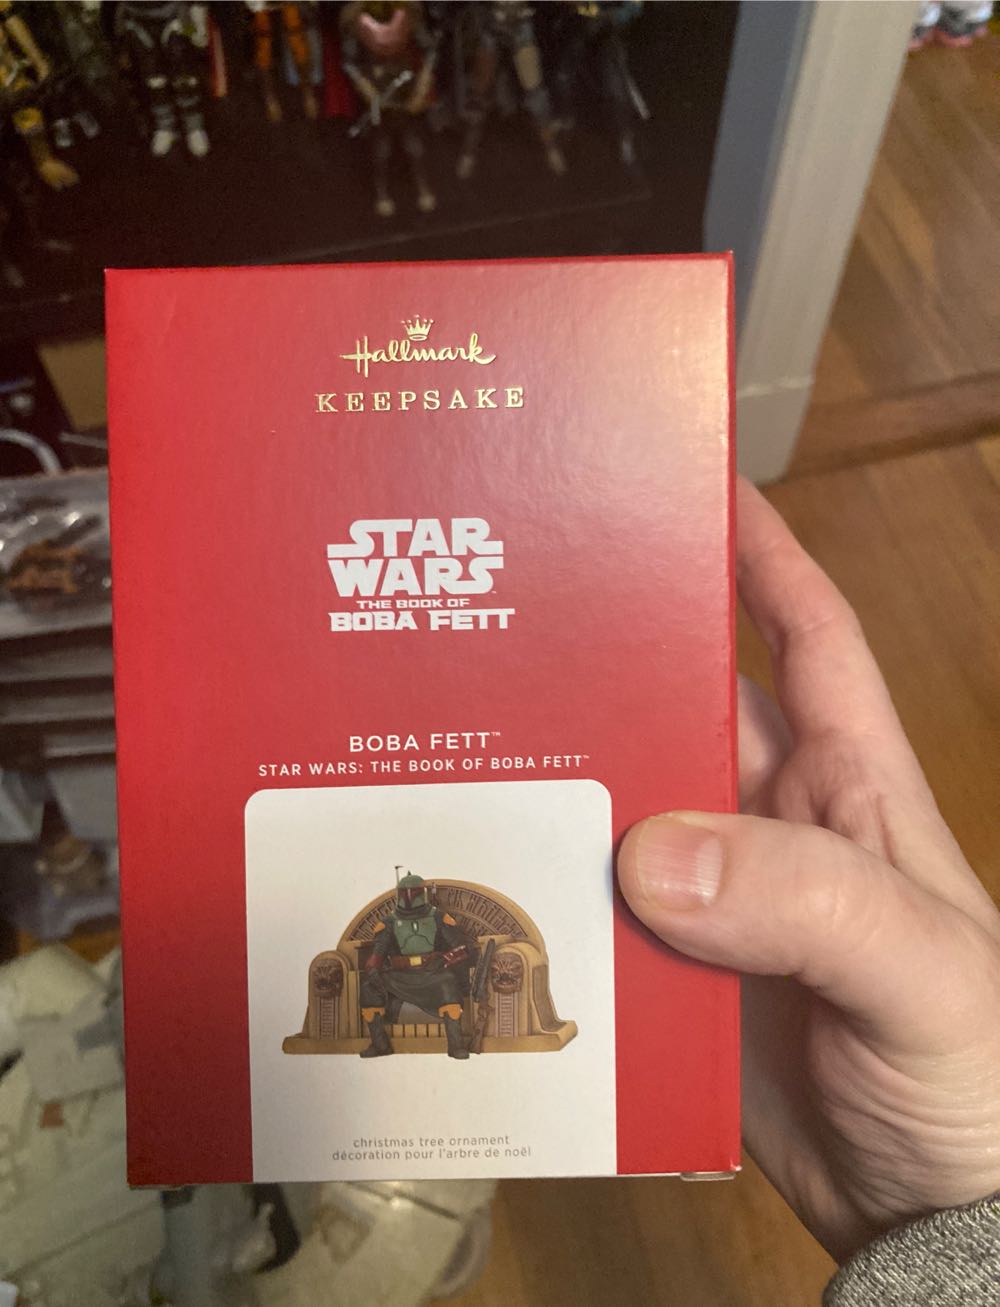 Hallmark
KEEPSAKE
STAR
WARS™
THE BOOK OF
BOBA FETT
BOBA FETT™
STAR WARS: THE BOOK OF BOBA FETT™
christmas tree ornament
décoration pour l'arbre de noël